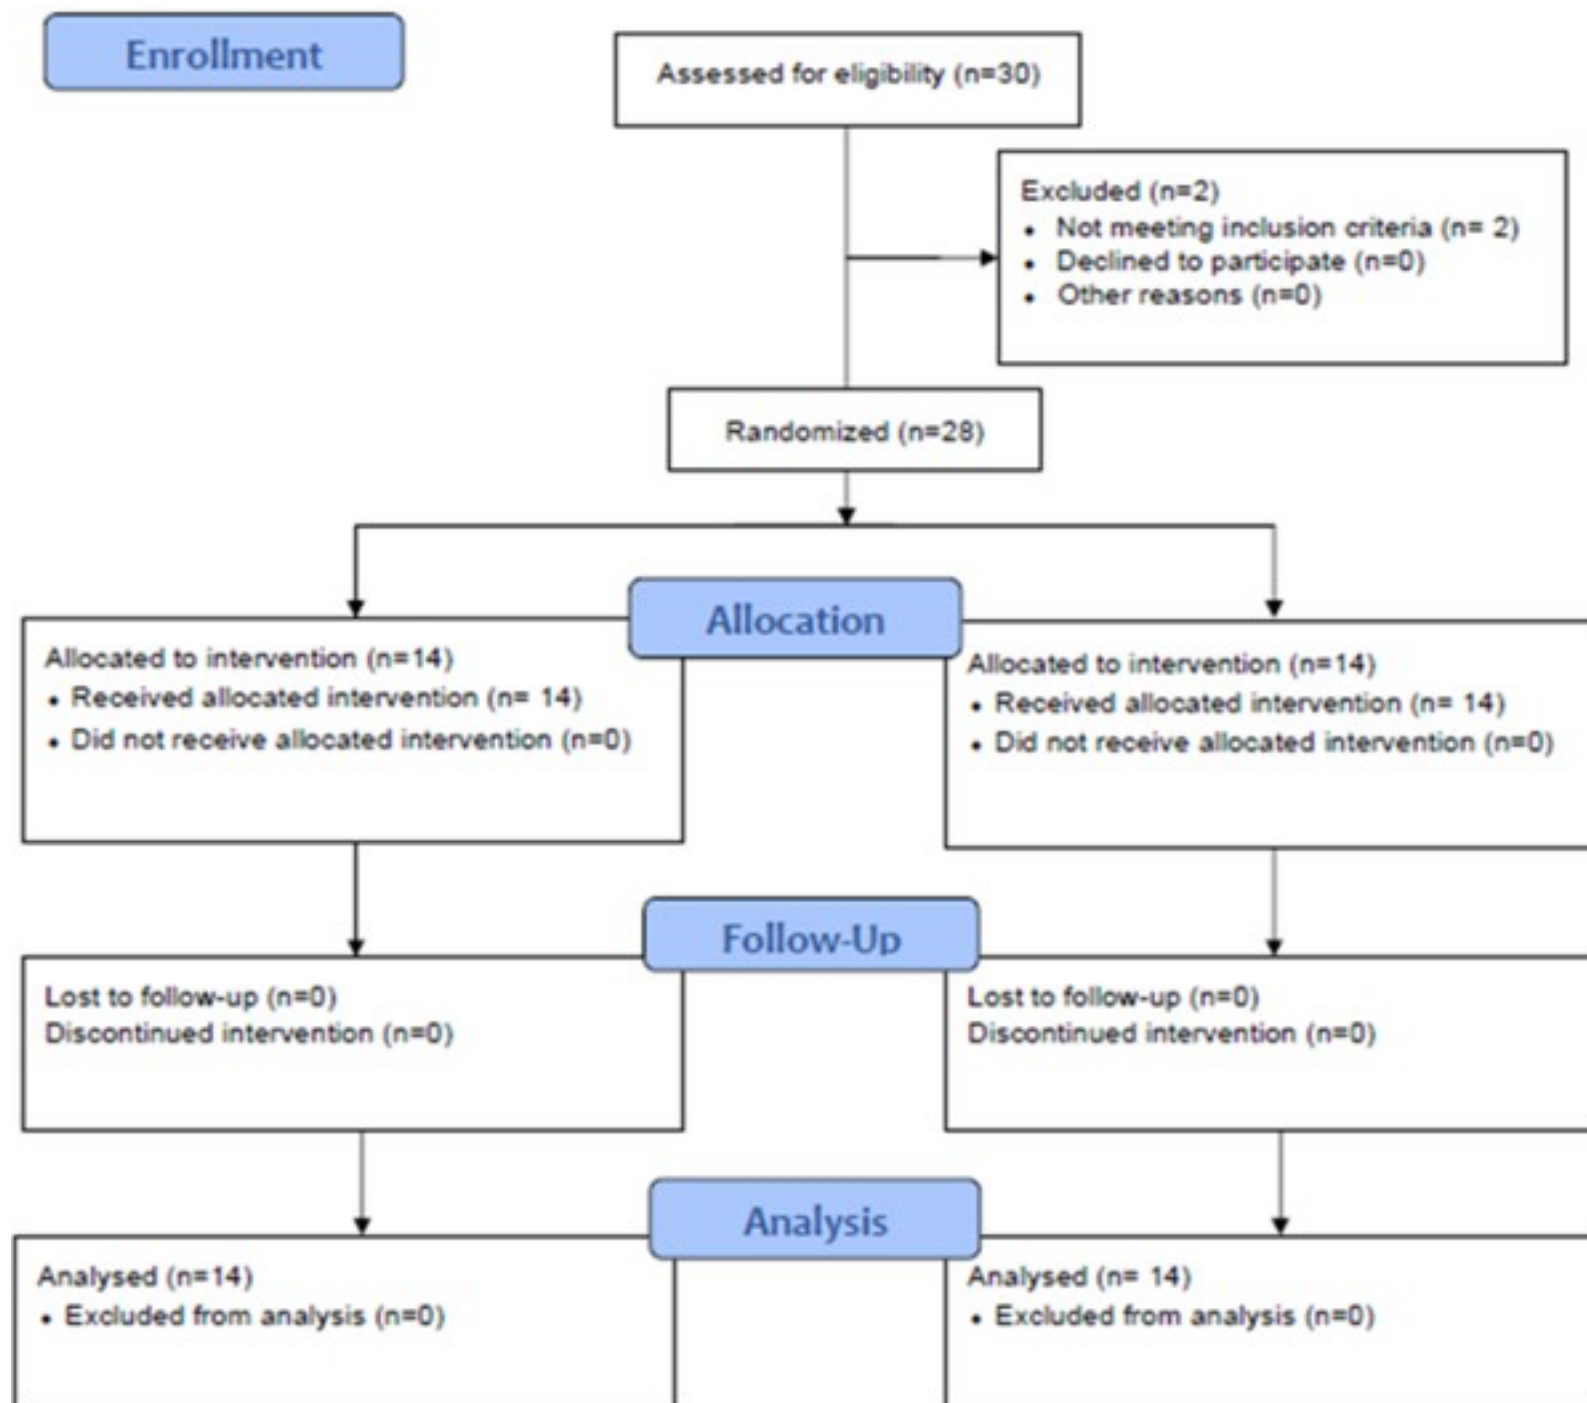 Enrollment
Assessed for eligibility (n=30)
Excluded (n=2)
• Not meeting inclusion criteria (n= 2)
• Declined to participate (n=0)
• Other reasons (n=0)
Randomized (n=28)
Allocation
Allocated to intervention (n=14)
• Received allocated intervention (n= 14)
• Did not receive allocated intervention (n=0)
Allocated to intervention (n=14)
• Received allocated intervention (n= 14)
• Did not receive allocated intervention (n=0)
Follow-Up
Lost to follow-up (n=0)
Discontinued intervention (n=0)
Lost to follow-up (n=0)
Discontinued intervention (n=0)
Analysis
Analysed (n=14)
• Excluded from analysis (n=0)
Analysed (n= 14)
• Excluded from analysis (n=0)